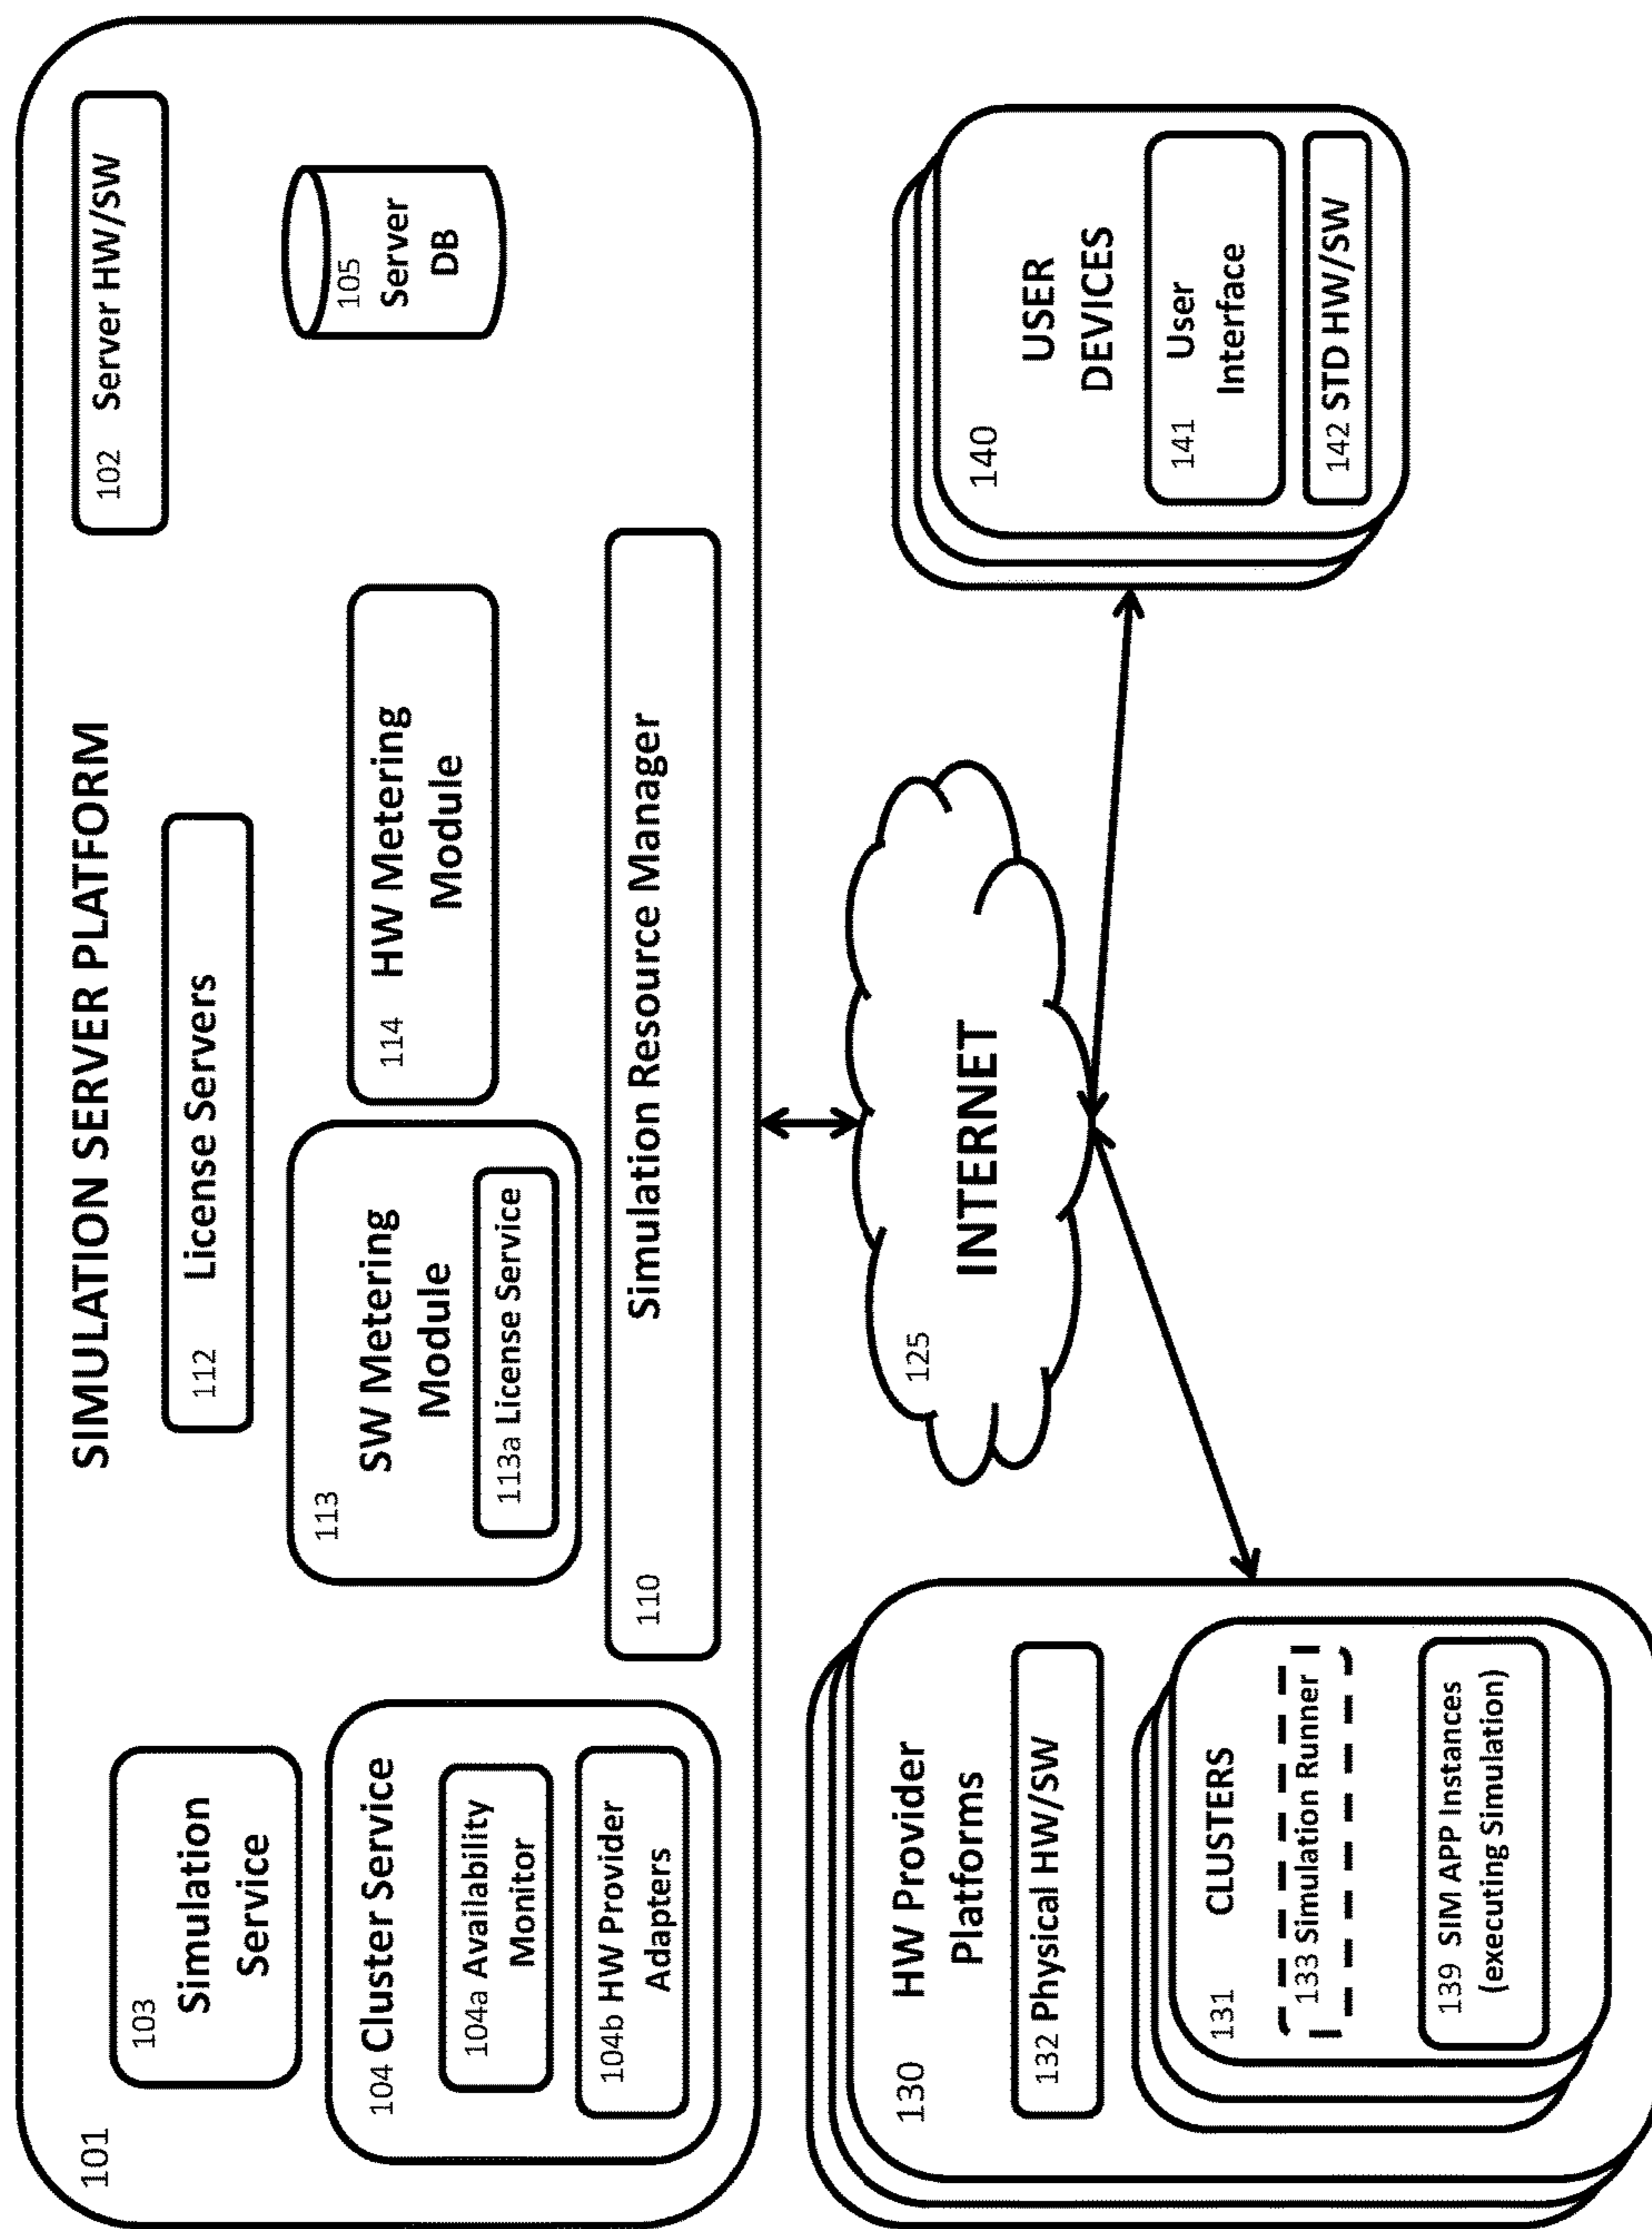 101
SIMULATION SERVER PLATFORM
103
Simulation
Service
112 License Servers
102 Server HW/SW
104 Cluster Service
104a Availability
Monitor
104b HW Provider
Adapters
113
SW Metering
Module
113a License Service
114 HW Metering
Module
105
Server
DB
110 Simulation Resource Manager
125
INTERNET
130 HW Provider
Platforms
132 Physical HW/SW
131 CLUSTERS
133 Simulation Runner
139 SIM APP Instances
(executing Simulation)
140 USER
DEVICES
141 User
Interface
142 STD HW/SW